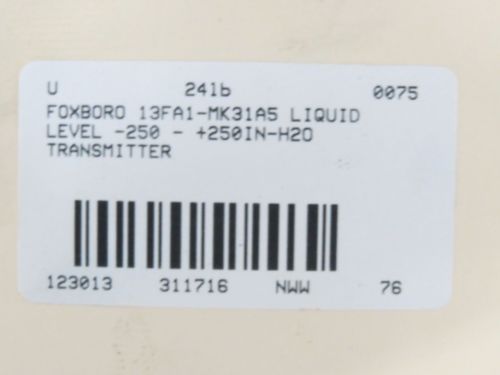 U 241b 0075
FOXBORO 13FA1-MK31A5 LIQUID
LEVEL -250 - +250IN-H2O
TRANSMITTER
123013 311716 NWW 76